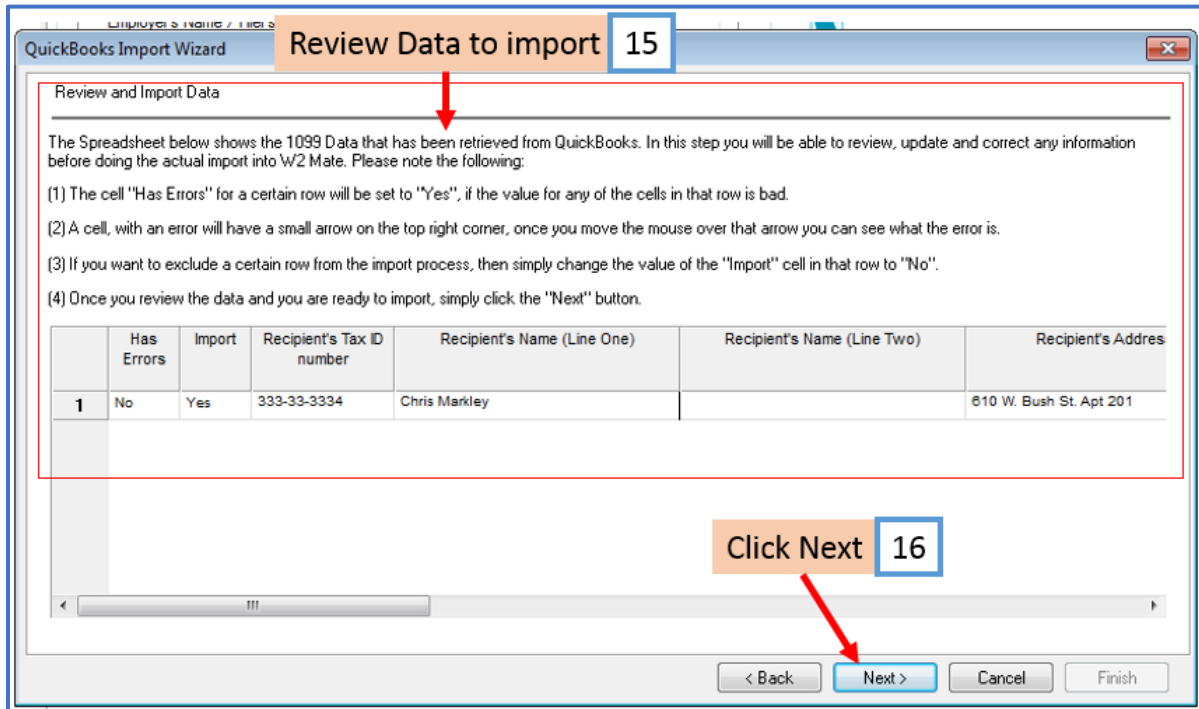 Employer's Name /
QuickBooks Import Wizard
Review Data to import 15
Review and Import Data
The Spreadsheet below shows the 1099 Data that has been retrieved from QuickBooks. In this step you will be able to review, update and correct any information
before doing the actual import into W2 Mate. Please note the following:
(1) The cell "Has Errors" for a certain row will be set to "Yes", if the value for any of the cells in that row is bad.
(2) A cell, with an error will have a small arrow on the top right corner, once you move the mouse over that arrow you can see what the error is.
(3) If you want to exclude a certain row from the import process, then simply change the value of the "Import" cell in that row to "No".
(4) Once you review the data and you are ready to import, simply click the "Next" button.
Has Errors Import Recipient's Tax ID number Recipient's Name (Line One) Recipient's Name (Line Two) Recipient's Addres
1 No Yes 333-33-3334 Chris Markley 610 W. Bush St. Apt 201
Click Next 16
< Back Next > Cancel Finish